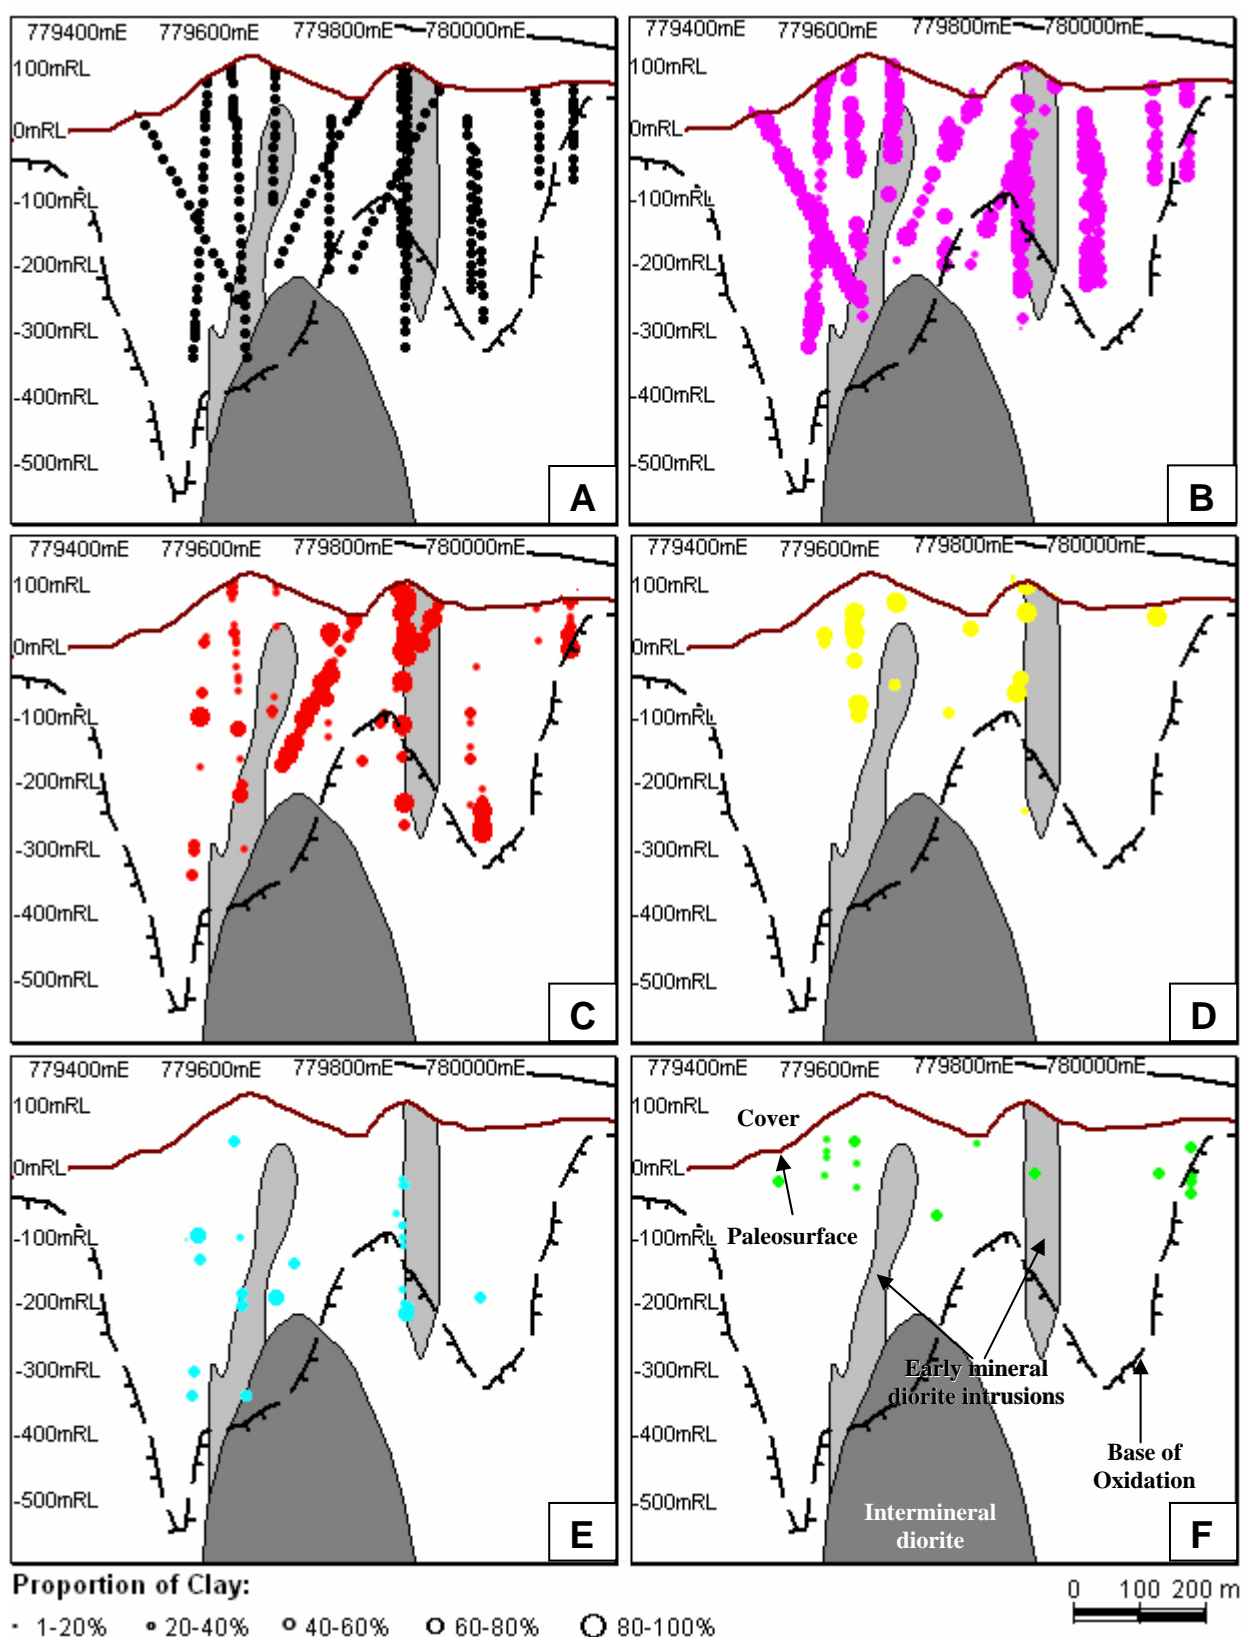 779400mE 779600mE 779800mE 780000mE
100mRL
0mRL
-100mRL
-200mRL
-300mRL
-400mRL
-500mRL
A
779400mE 779600mE 779800mE 780000mE
100mRL
0mRL
-100mRL
-200mRL
-300mRL
-400mRL
-500mRL
B
779400mE 779600mE 779800mE 780000mE
100mRL
0mRL
-100mRL
-200mRL
-300mRL
-400mRL
-500mRL
C
779400mE 779600mE 779800mE 780000mE
100mRL
0mRL
-100mRL
-200mRL
-300mRL
-400mRL
-500mRL
D
779400mE 779600mE 779800mE 780000mE
100mRL
0mRL
-100mRL
-200mRL
-300mRL
-400mRL
-500mRL
E
779400mE 779600mE 779800mE 780000mE
100mRL
Cover
0mRL
Paleosurface
-100mRL
-200mRL
-300mRL
Early mineral
diorite intrusions
-400mRL
Base of
Oxidation
-500mRL
Intermineral
diorite
F
Proportion of Clay:
1-20% 20-40% 40-60% 60-80% 80-100%
0 100 200 m